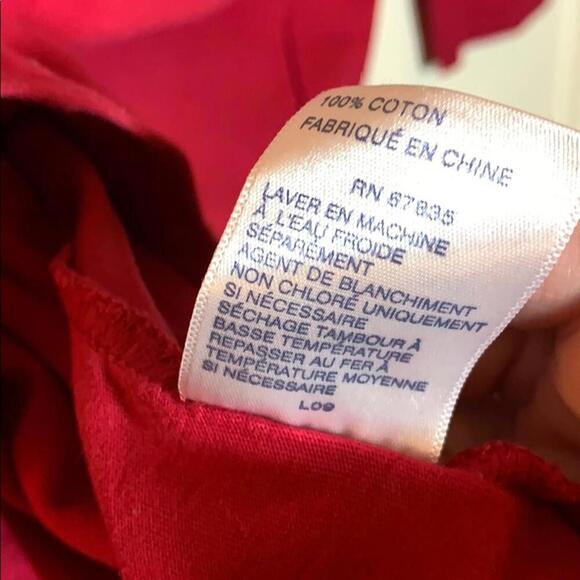 100% COTON
FABRIQUÉ EN CHINE
RN 57835
LAVER EN MACHINE
À L'EAU FROIDE
SÉPARÉMENT
AGENT DE BLANCHIMENT
NON CHLORÉ UNIQUEMENT
SI NÉCESSAIRE
SÉCHAGE TAMBOUR À
BASSE TEMPÉRATURE
REPASSER AU FER À
TEMPÉRATURE MOYENNE
SI NÉCESSAIRE
L09